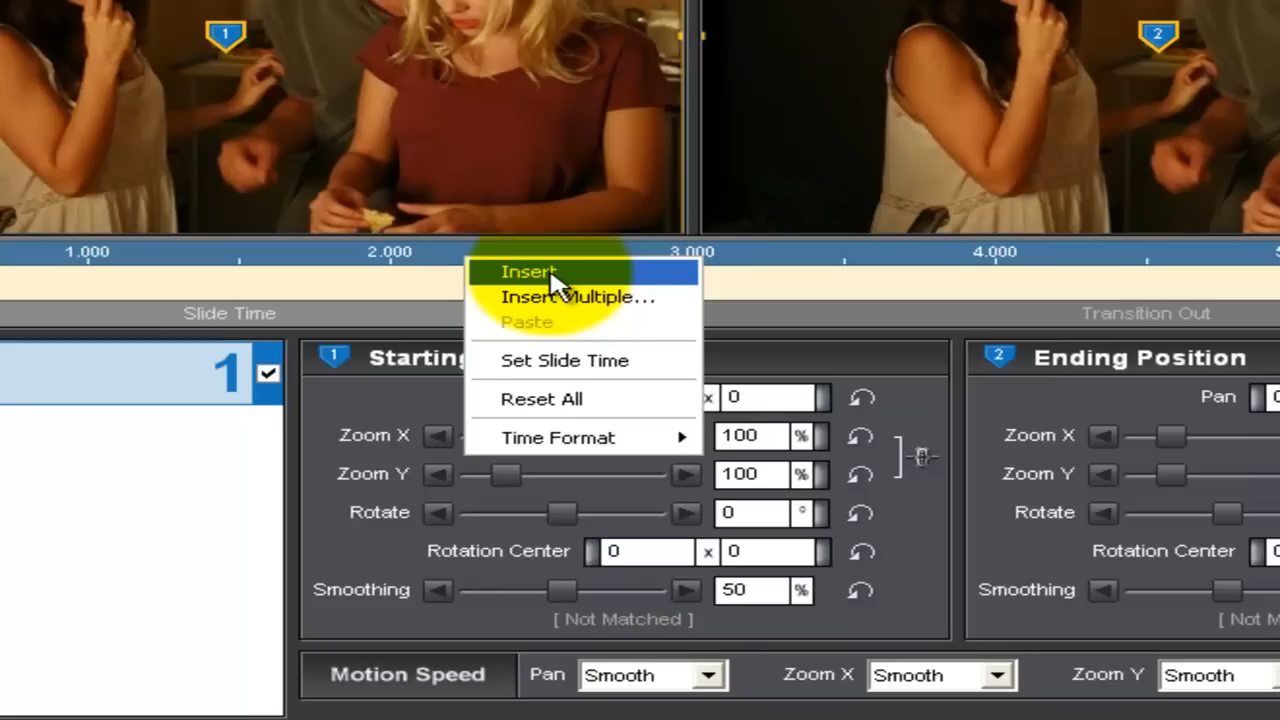 1
2
1.000
2.000
3.000
4.000
Insert
Insert Multiple...
Paste
Set Slide Time
Reset All
Time Format
Slide Time
Transition Out
1
1
Starting
x 0
Zoom X
100 %
Zoom Y
100 %
Rotate
0 °
Rotation Center
0 x 0
Smoothing
50 %
[ Not Matched ]
2
Ending Position
Pan
Zoom X
Zoom Y
Rotate
Rotation Center
Smoothing
[ Not M
Motion Speed
Pan
Smooth
Zoom X
Smooth
Zoom Y
Smooth